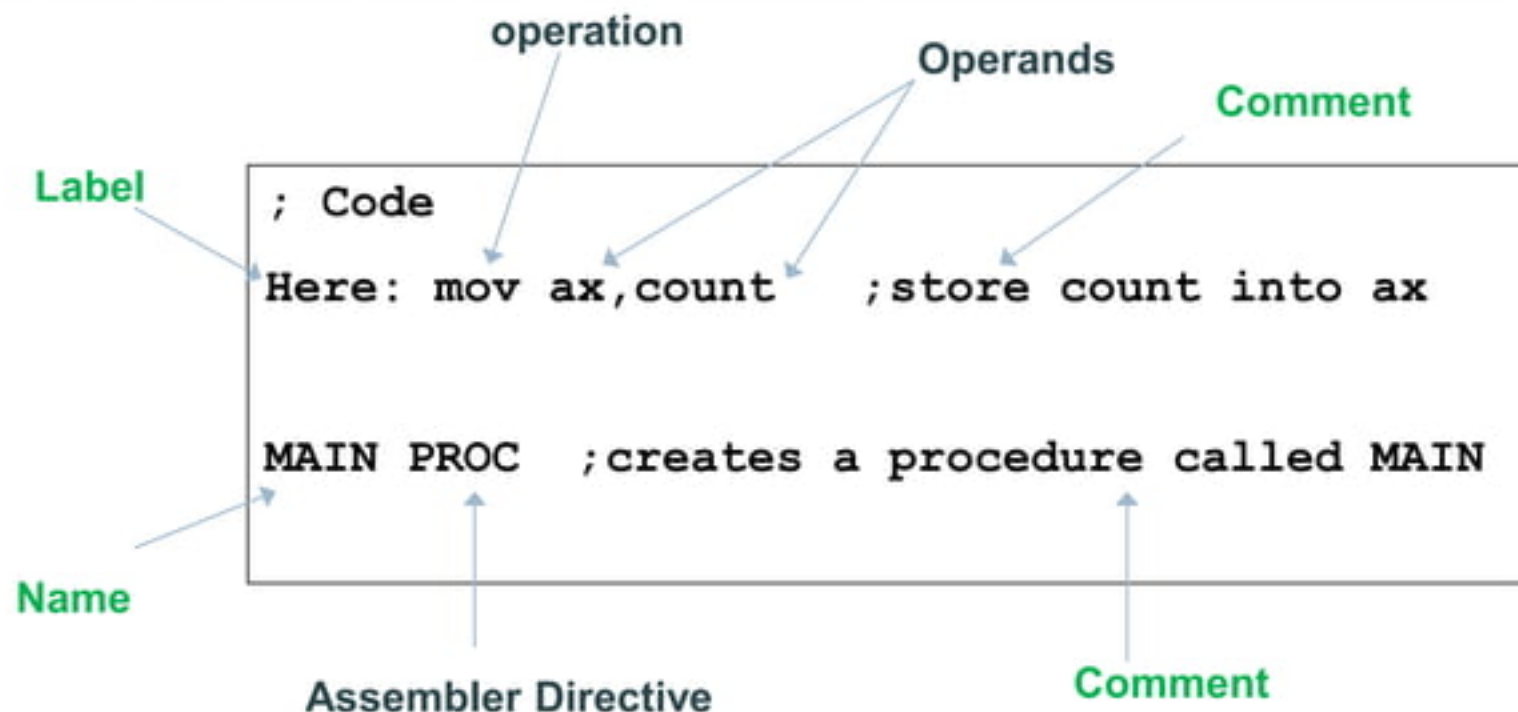 operation
Operands
Comment
Label
; Code
Here: mov ax,count ;store count into ax
MAIN PROC ;creates a procedure called MAIN
Name
Assembler Directive
Comment